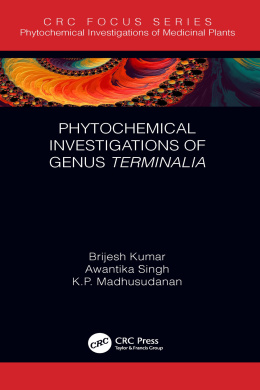 CRC FOCUS SERIES
Phytochemical Investigations of Medicinal Plants
PHYTOCHEMICAL
INVESTIGATIONS OF
GENUS TERMINALIA
Brijesh Kumar
Awantika Singh
K.P. Madhusudanan
CRC
CRC Press
Taylor & Francis Group